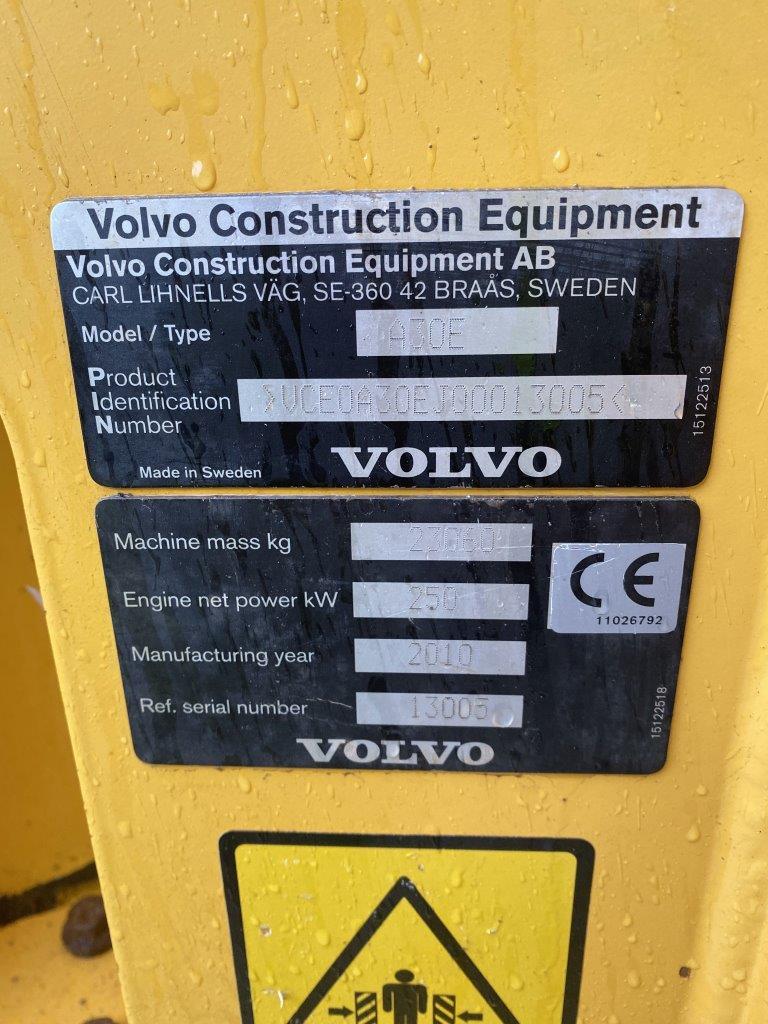 Volvo Construction Equipment
Volvo Construction Equipment AB
CARL LIHNELLS VÄG, SE-360 42 BRAÅS, SWEDEN
Model / Type A30E
Product
Identification >VCE0A30EJ00013005<
Number
15122513
Made in Sweden VOLVO
Machine mass kg 23060
CE
Engine net power kW 250
11026792
Manufacturing year 2010
Ref. serial number 13005
15122518
VOLVO